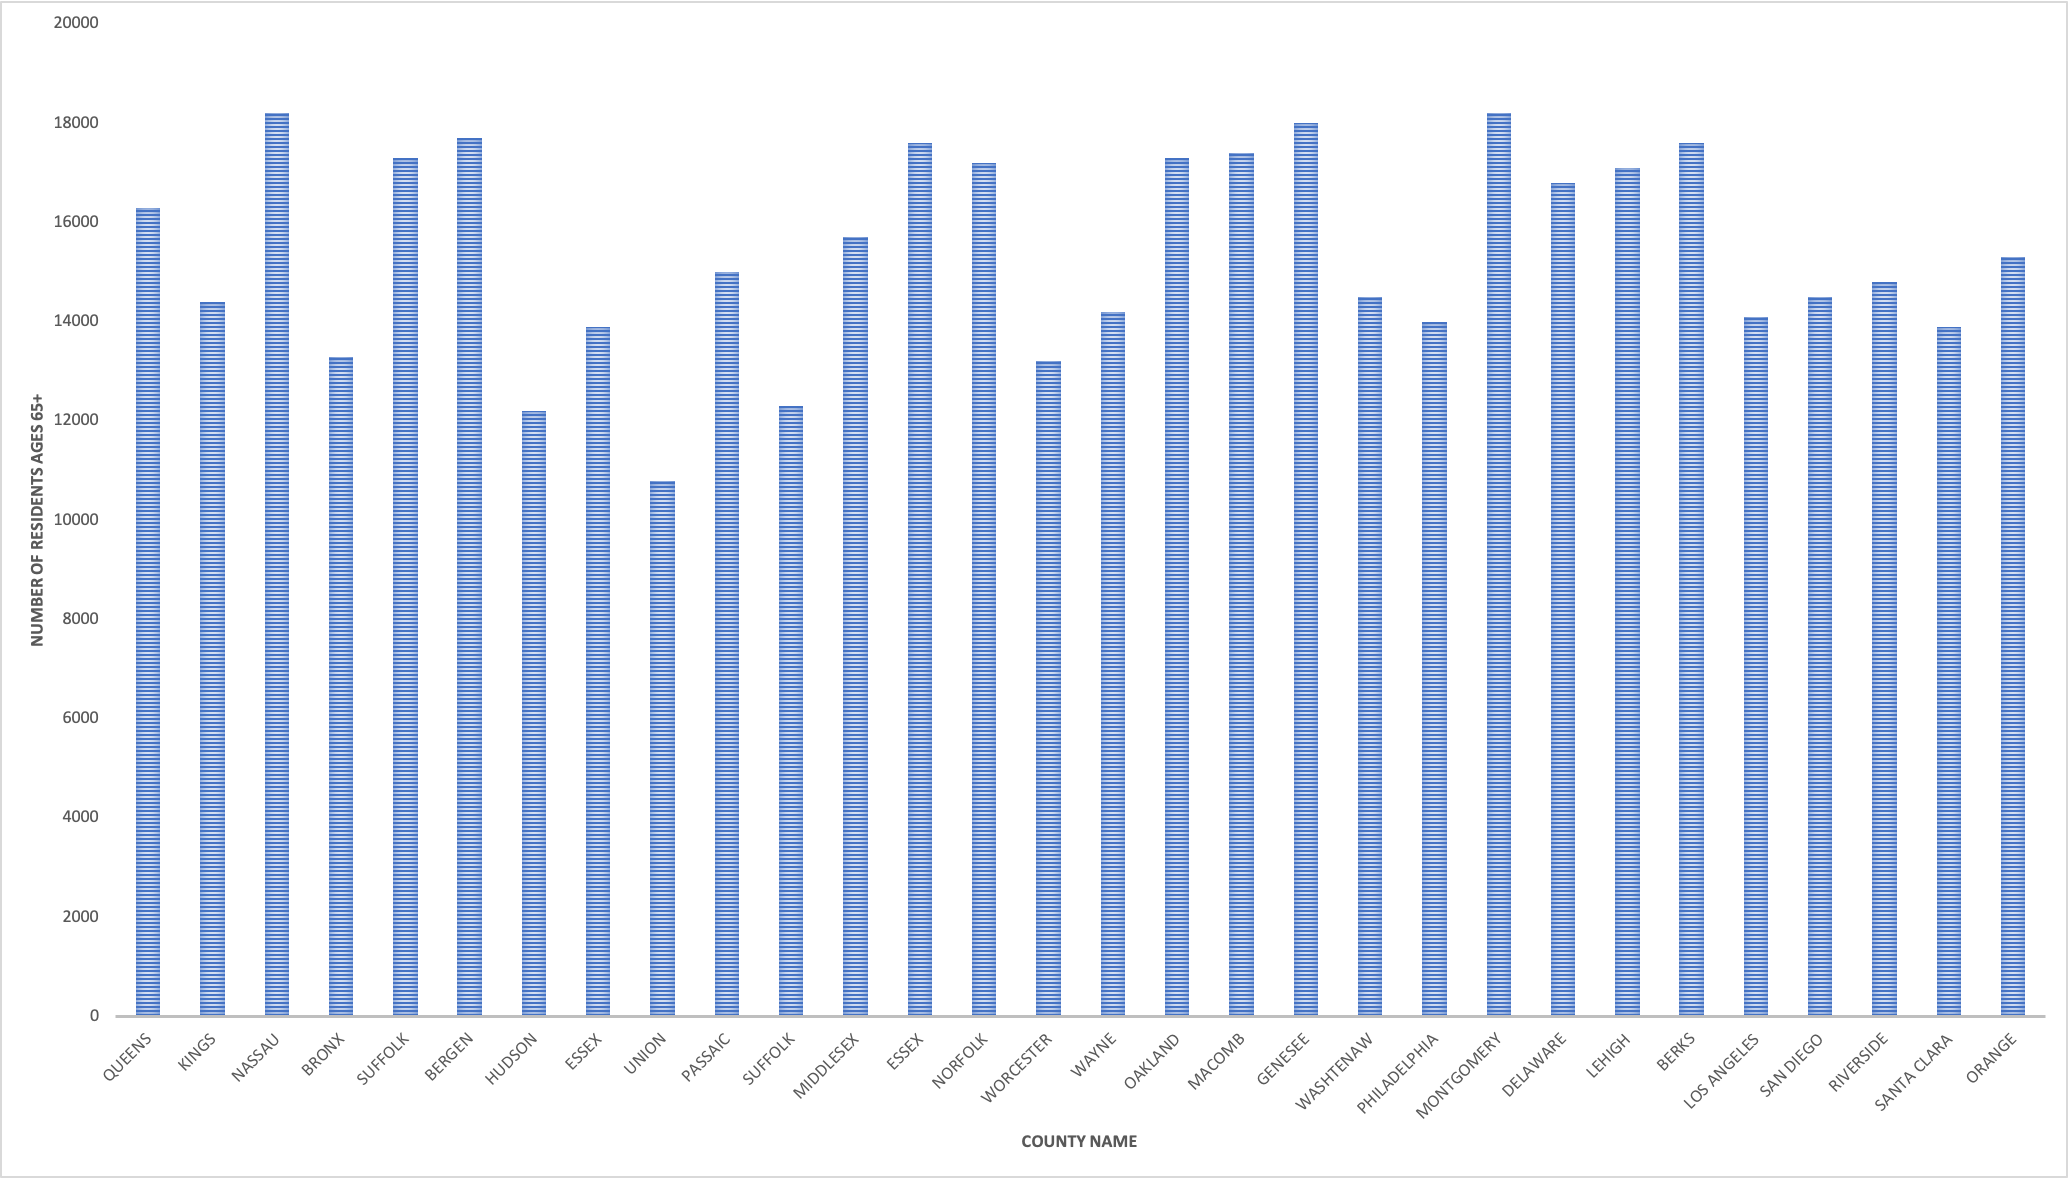 20000
18000
16000
14000
12000
10000
8000
6000
4000
2000
0
NUMBER OF RESIDENTS AGES 65+
QUEENS
KINGS
NASSAU
BRONX
SUFFOLK
BERGEN
HUDSON
ESSEX
UNION
PASSAIC
SUFFOLK
MIDDLESEX
ESSEX
NORFOLK
WORCESTER
WAYNE
OAKLAND
MACOMB
GENESEE
WASHTENAW
PHILADELPHIA
MONTGOMERY
DELAWARE
LEHIGH
BERKS
LOS ANGELES
SAN DIEGO
RIVERSIDE
SANTA CLARA
ORANGE
COUNTY NAME